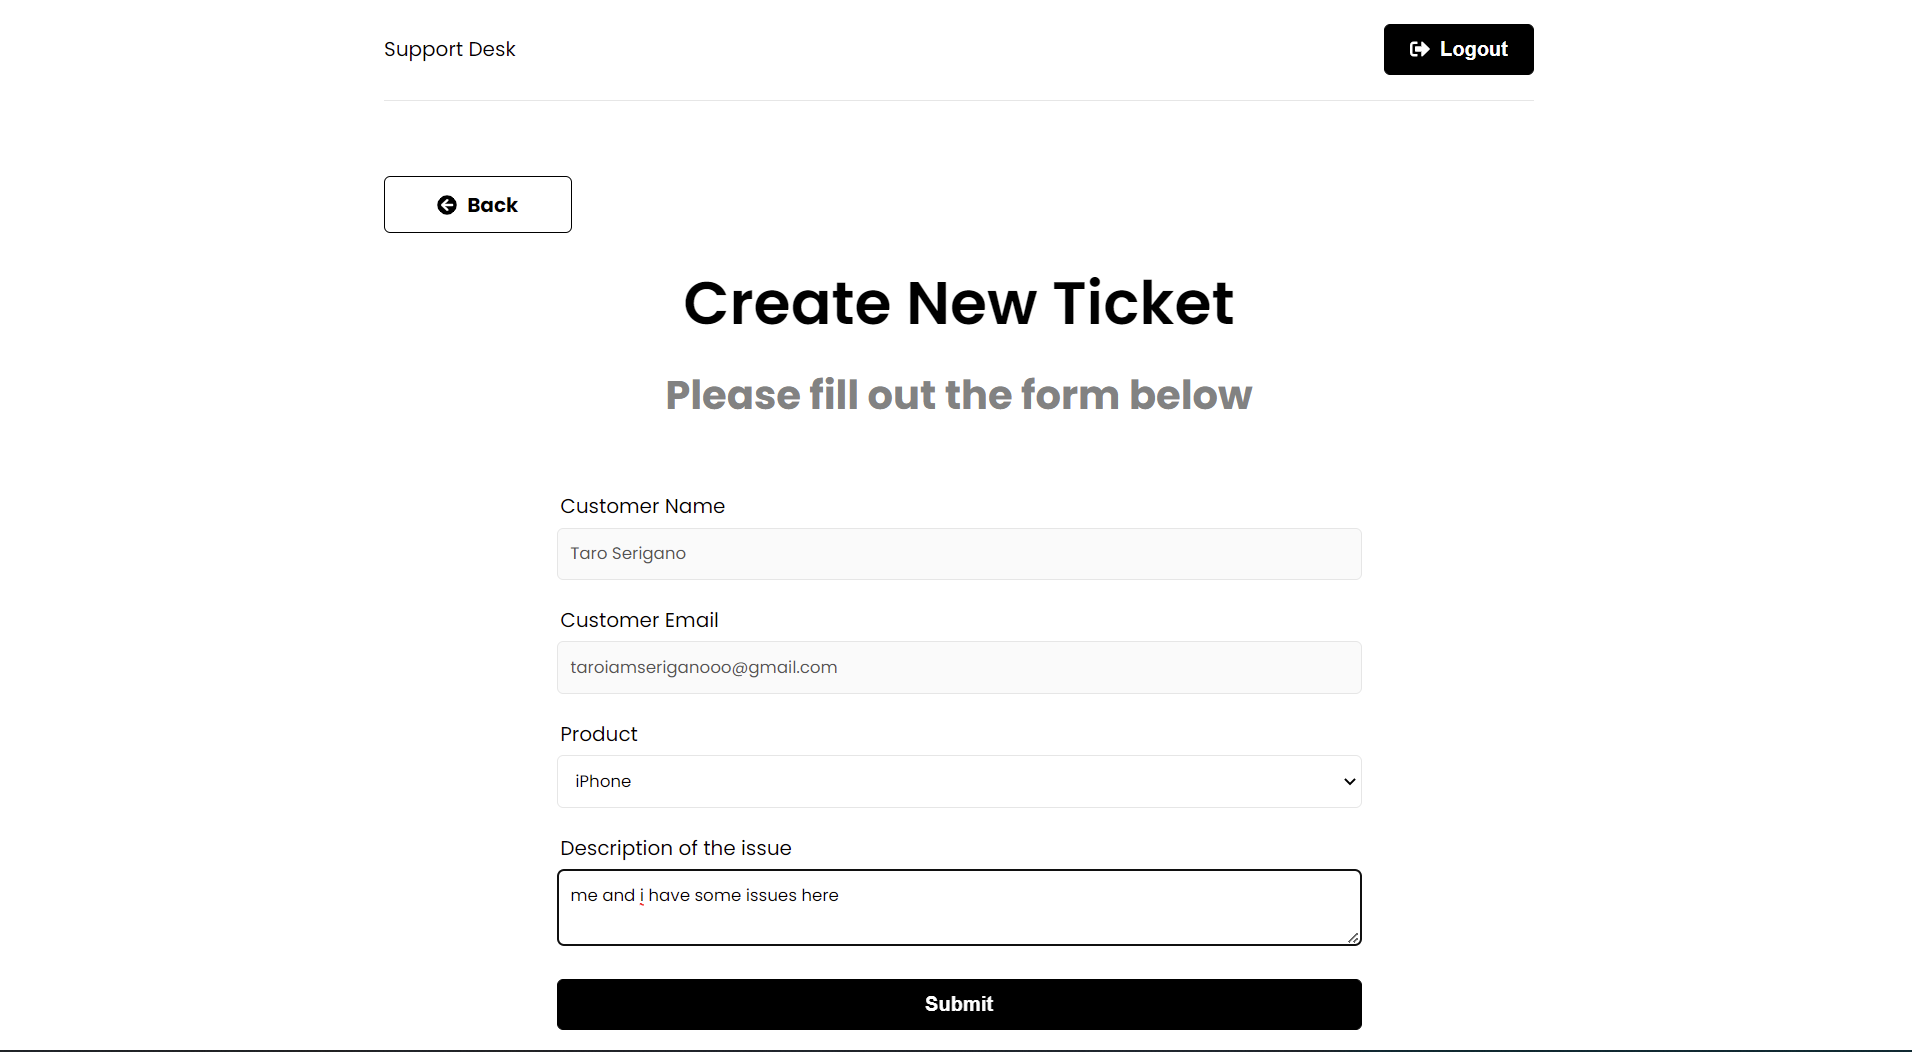 Support Desk
Logout
Back
Create New Ticket
Please fill out the form below
Customer Name
Taro Serigano
Customer Email
taroiamseriganooo@gmail.com
Product
iPhone
Description of the issue
me and i have some issues here
Submit